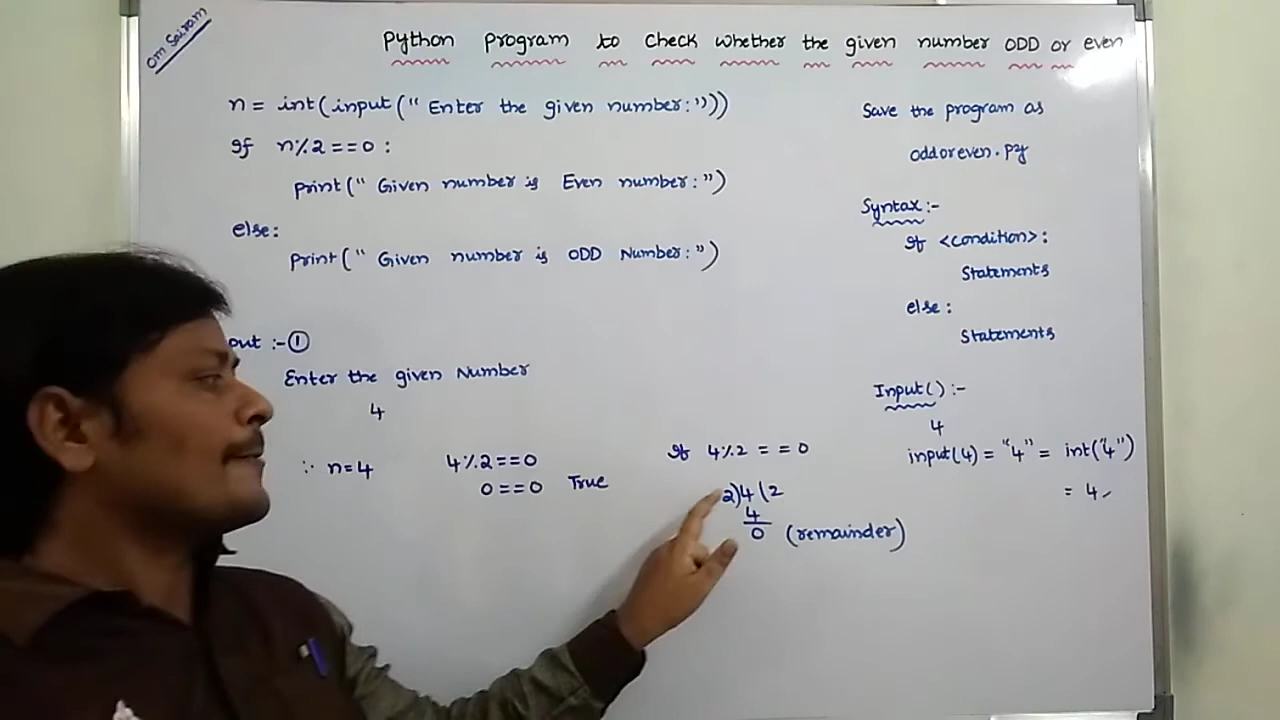 Om Sairam
Python program to check whether the given number ODD or even
n = int(input("Enter the given number:"))
If n%2==0:
print("Given number is Even number:")
else:
print("Given number is ODD Number:")
out :- ①
Enter the given Number
4
∵ n=4
4%2==0
0==0 True
If 4%2 = = 0
2)4(2
4
0 (remainder)
Save the program as
oddoreven.py
Syntax:-
If <condition>:
Statements
else:
Statements
Input():-
4
input(4) = "4" = int("4")
= 4